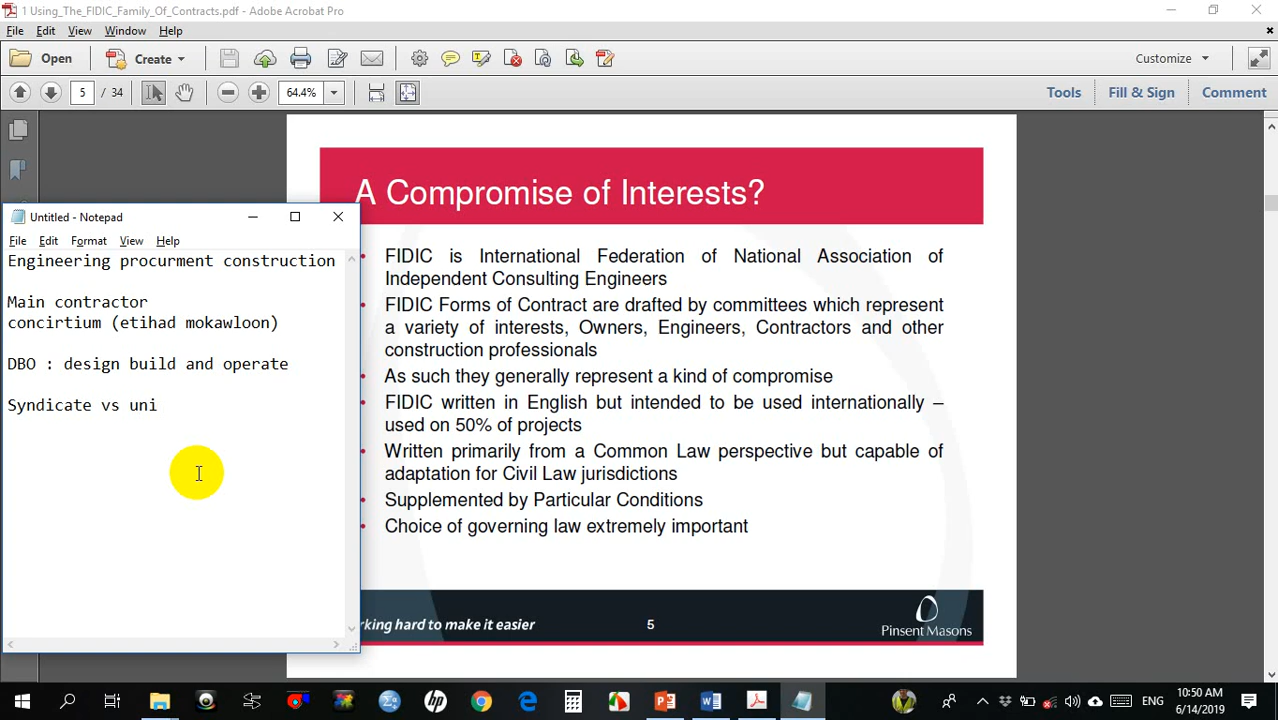 1 Using_The_FIDIC_Family_Of_Contracts.pdf - Adobe Acrobat Pro
File Edit View Window Help
Open Create Customize
5 / 34 64.4% Tools Fill & Sign Comment
A Compromise of Interests?
Untitled - Notepad
File Edit Format View Help
Engineering procurment construction
Main contractor
concirtium (etihad mokawloon)
DBO : design build and operate
Syndicate vs uni
• FIDIC is International Federation of National Association of
Independent Consulting Engineers
• FIDIC Forms of Contract are drafted by committees which represent
a variety of interests, Owners, Engineers, Contractors and other
construction professionals
• As such they generally represent a kind of compromise
• FIDIC written in English but intended to be used internationally –
used on 50% of projects
• Written primarily from a Common Law perspective but capable of
adaptation for Civil Law jurisdictions
• Supplemented by Particular Conditions
• Choice of governing law extremely important
rking hard to make it easier
5
Pinsent Masons
ENG
10:50 AM
6/14/2019